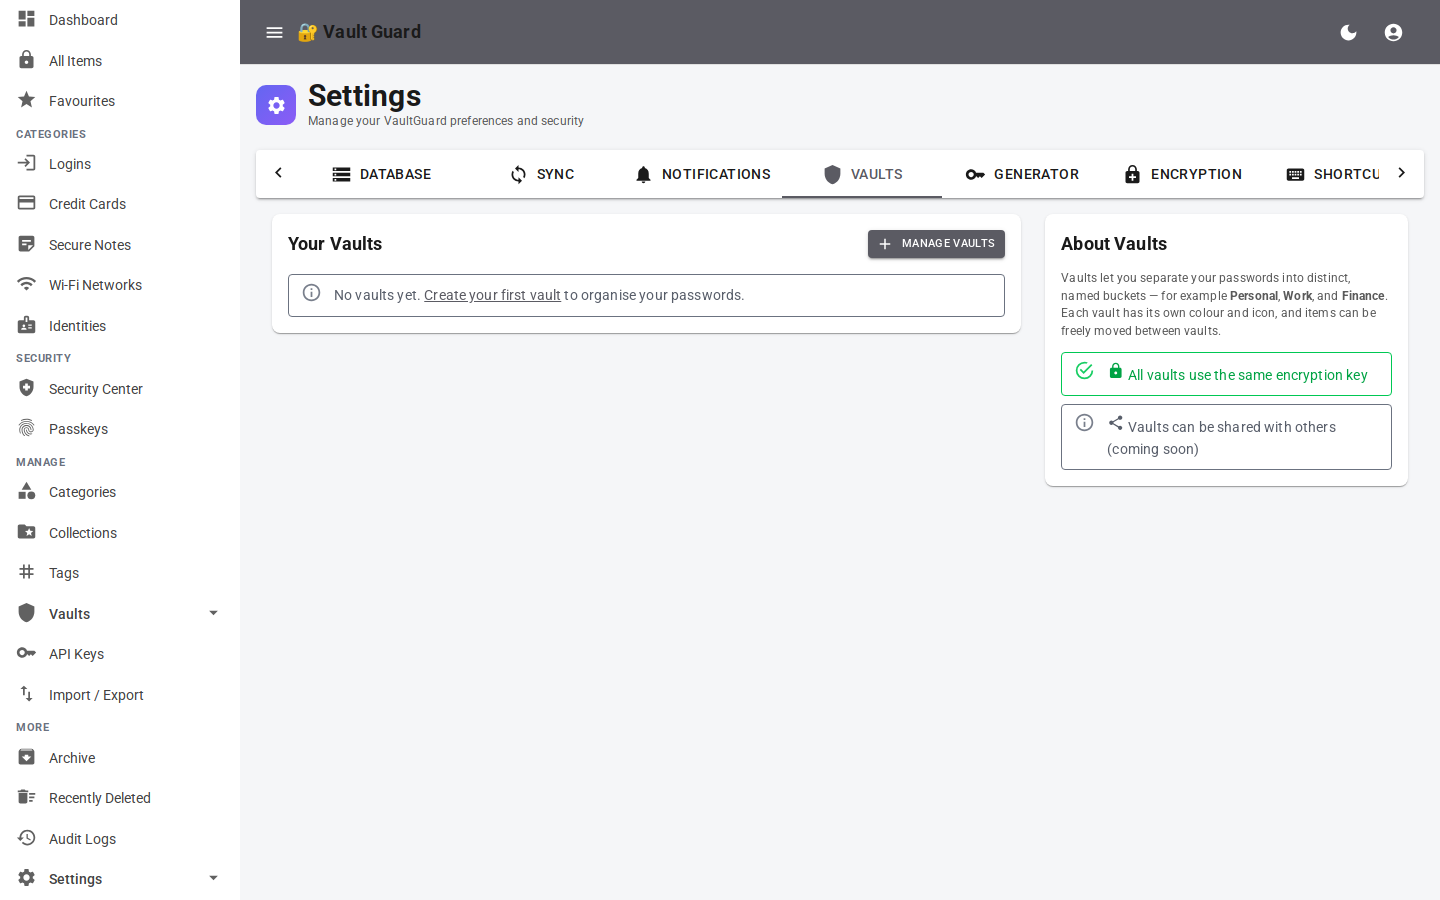 Dashboard
All Items
Favourites
CATEGORIES
Logins
Credit Cards
Secure Notes
Wi-Fi Networks
Identities
SECURITY
Security Center
Passkeys
MANAGE
Categories
Collections
Tags
Vaults
API Keys
Import / Export
MORE
Archive
Recently Deleted
Audit Logs
Settings
🔐 Vault Guard
Settings
Manage your VaultGuard preferences and security
DATABASE
SYNC
NOTIFICATIONS
VAULTS
GENERATOR
ENCRYPTION
SHORTCU
Your Vaults
MANAGE VAULTS
No vaults yet. Create your first vault to organise your passwords.
About Vaults
Vaults let you separate your passwords into distinct,
named buckets — for example Personal, Work, and Finance.
Each vault has its own colour and icon, and items can be
freely moved between vaults.
All vaults use the same encryption key
Vaults can be shared with others
(coming soon)